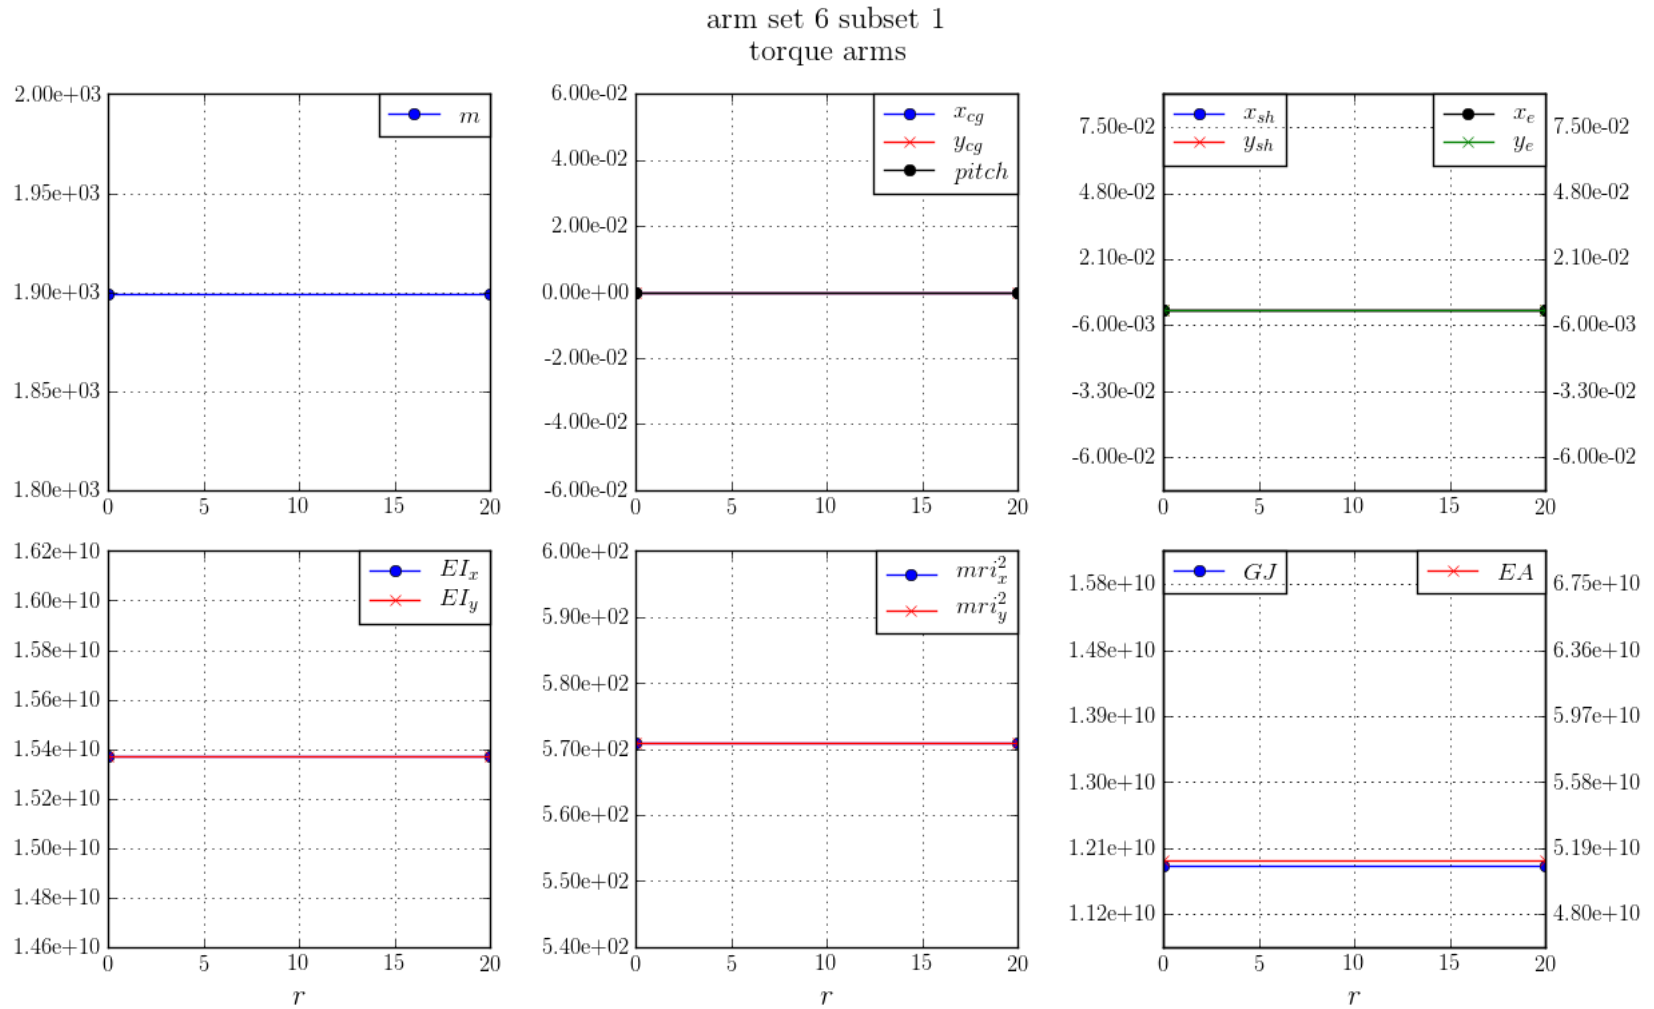 arm set 6 subset 1
torque arms
2.00e+03
1.95e+03
1.90e+03
1.85e+03
1.80e+03
0 5 10 15 20
m
6.00e-02
4.00e-02
2.00e-02
0.00e+00
-2.00e-02
-4.00e-02
-6.00e-02
0 5 10 15 20
x_cg
y_cg
pitch
7.50e-02
4.80e-02
2.10e-02
-6.00e-03
-3.30e-02
-6.00e-02
0 5 10 15 20
x_sh
y_sh
x_e
y_e
7.50e-02
4.80e-02
2.10e-02
-6.00e-03
-3.30e-02
-6.00e-02
1.62e+10
1.60e+10
1.58e+10
1.56e+10
1.54e+10
1.52e+10
1.50e+10
1.48e+10
1.46e+10
0 5 10 15 20
EI_x
EI_y
r
6.00e+02
5.90e+02
5.80e+02
5.70e+02
5.60e+02
5.50e+02
5.40e+02
0 5 10 15 20
mri_x^2
mri_y^2
r
1.58e+10
1.48e+10
1.39e+10
1.30e+10
1.21e+10
1.12e+10
0 5 10 15 20
GJ
EA
6.75e+10
6.36e+10
5.97e+10
5.58e+10
5.19e+10
4.80e+10
r